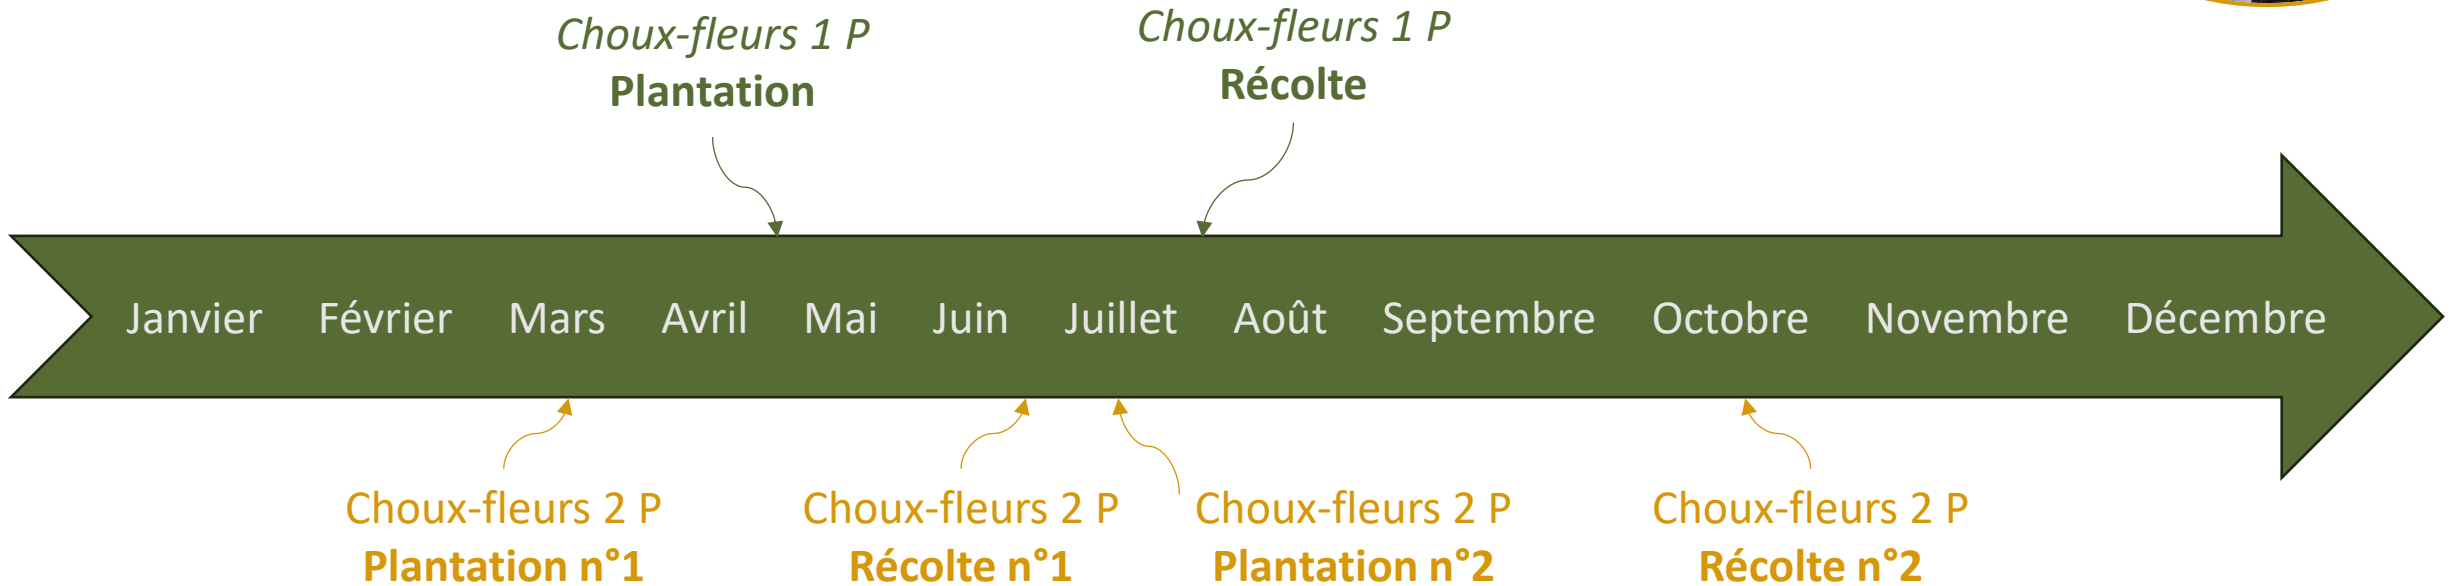 Choux-fleurs 1 P
Plantation
Choux-fleurs 1 P
Récolte
Janvier Février Mars Avril Mai Juin Juillet Août Septembre Octobre Novembre Décembre
Choux-fleurs 2 P
Plantation n°1
Choux-fleurs 2 P
Récolte n°1
Choux-fleurs 2 P
Plantation n°2
Choux-fleurs 2 P
Récolte n°2